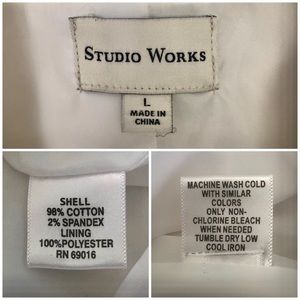 STUDIO WORKS
L
MADE IN
CHINA
SHELL
98% COTTON
2% SPANDEX
LINING
100%POLYESTER
RN 69016
MACHINE WASH COLD
WITH SIMILAR
COLORS
ONLY NON-
CHLORINE BLEACH
WHEN NEEDED
TUMBLE DRY LOW
COOL IRON